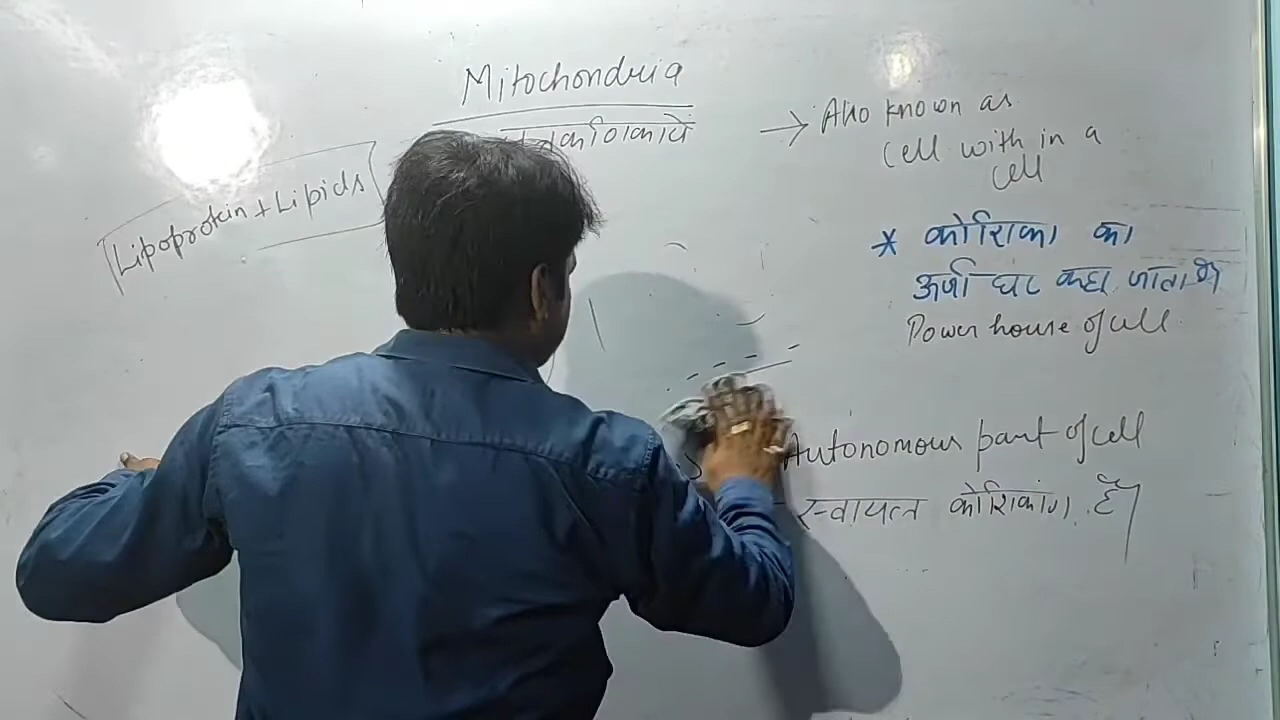 Mitochondria
Lipoprotein + Lipids
→ Also known as
cell with in a
cell
* कोशिका का
ऊर्जा घर कहा जाता है
Power house of cell
Autonomous part of cell
स्वायत्त कोशिकांग है।